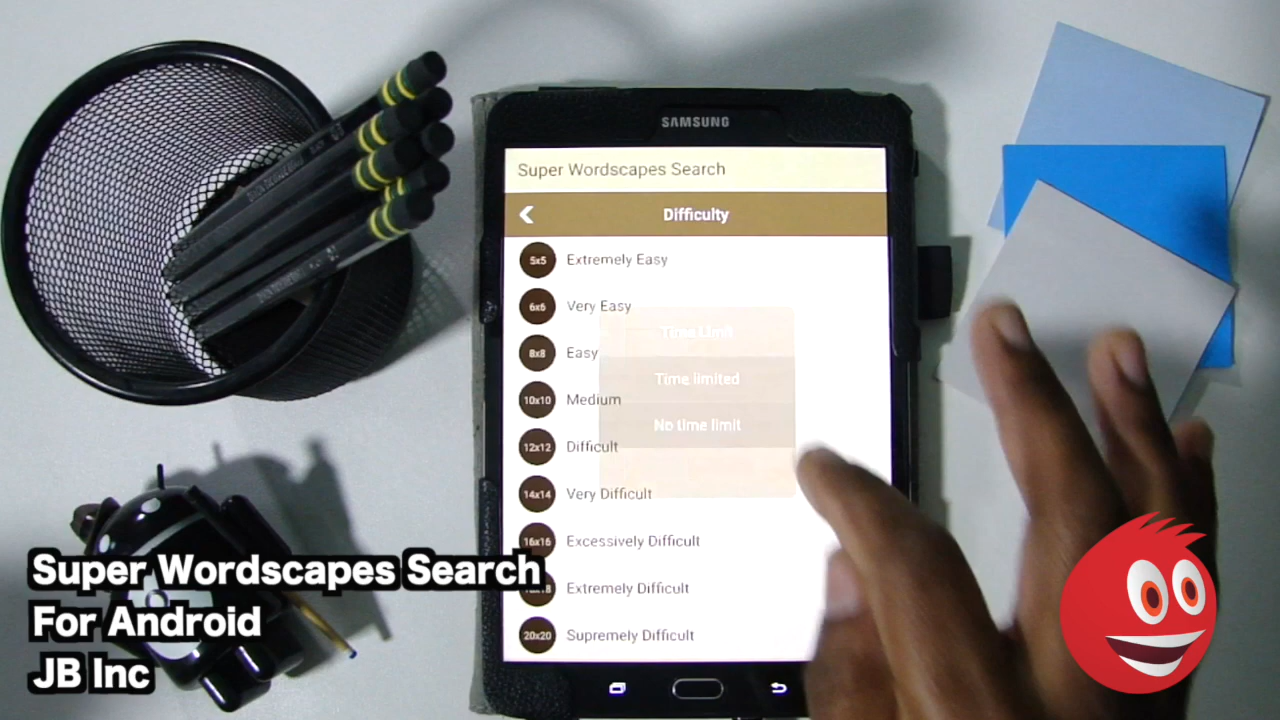 SAMSUNG
Super Wordscapes Search
Difficulty
5x5 Extremely Easy
6x6 Very Easy
Time Limit
8x8 Easy
Time limited
10x10 Medium
No time limit
12x12 Difficult
14x14 Very Difficult
16x16 Excessively Difficult
Extremely Difficult
20x20 Supremely Difficult
Super Wordscapes Search
For Android
JB Inc